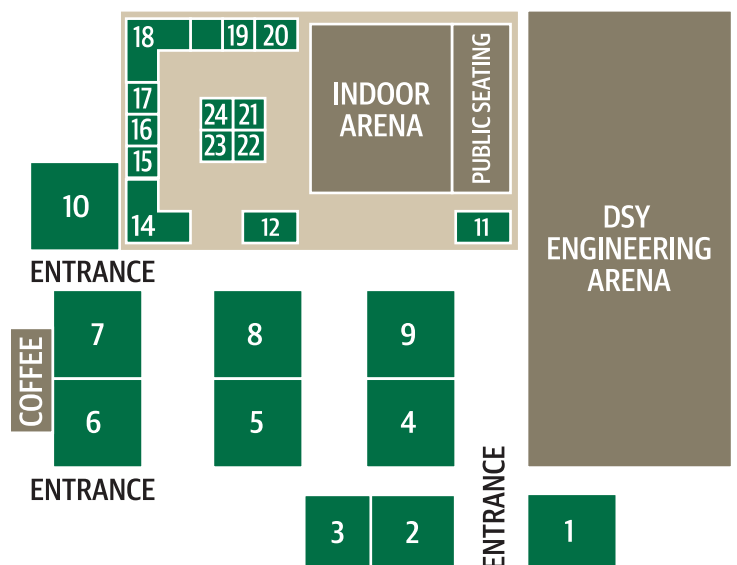 18
19
20
17
16
15
24
21
23
22
INDOOR
ARENA
PUBLIC SEATING
10
14
12
11
DSY
ENGINEERING
ARENA
ENTRANCE
7
8
9
COFFEE
6
5
4
ENTRANCE
3
2
ENTRANCE
1